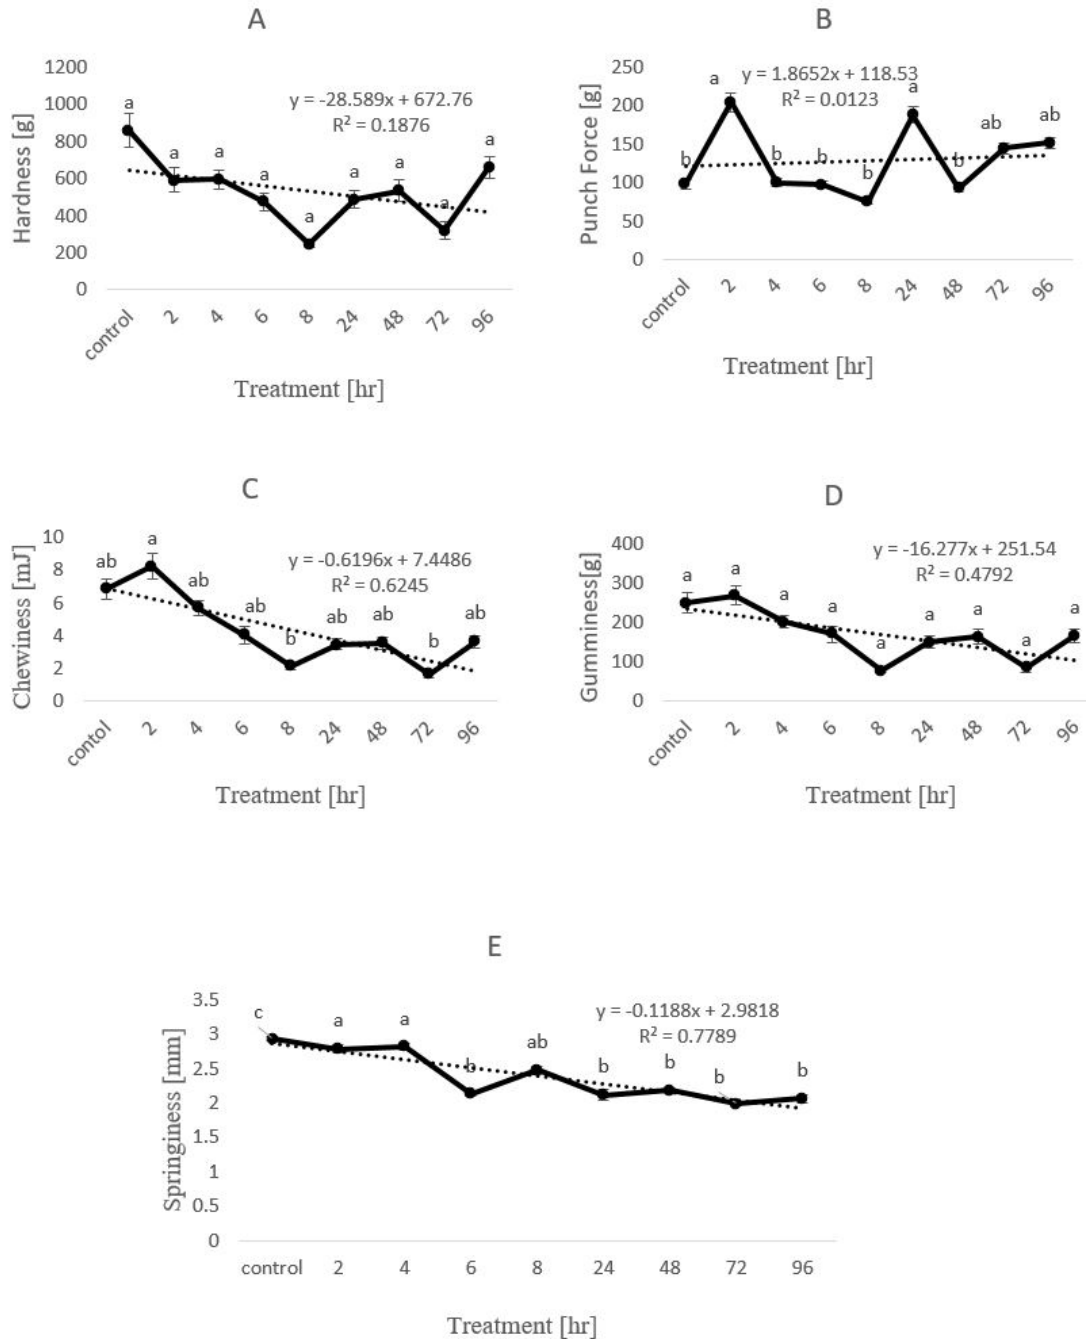 A
1200
1000
800
600
400
200
0
Hardness [g]
y = -28.589x + 672.76
R² = 0.1876
a
a
a
a
a
a
a
a
a
control 2 4 6 8 24 48 72 96
Treatment [hr]
B
250
200
150
100
50
0
Punch Force [g]
y = 1.8652x + 118.53
R² = 0.0123
b
a
b
b
b
a
b
ab
ab
control 2 4 6 8 24 48 72 96
Treatment [hr]
C
10
8
6
4
2
0
Chewiness [mJ]
y = -0.6196x + 7.4486
R² = 0.6245
ab
a
ab
ab
b
ab
ab
b
ab
contol 2 4 6 8 24 48 72 96
Treatment [hr]
D
400
300
200
100
0
Gumminess[g]
y = -16.277x + 251.54
R² = 0.4792
a
a
a
a
a
a
a
a
a
control 2 4 6 8 24 48 72 96
Treatment [hr]
E
3.5
3
2.5
2
1.5
1
0.5
0
Springiness [mm]
y = -0.1188x + 2.9818
R² = 0.7789
c
a
a
b
ab
b
b
b
b
control 2 4 6 8 24 48 72 96
Treatment [hr]